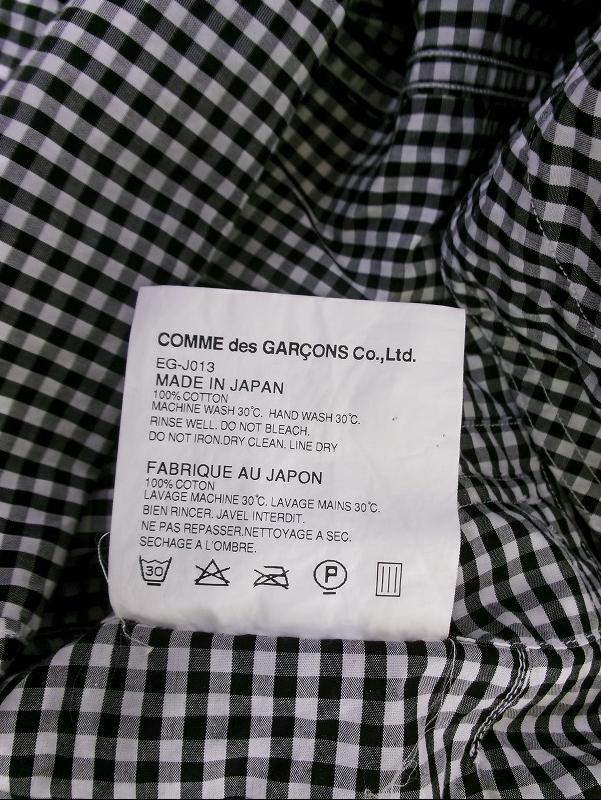 COMME des GARÇONS Co.,Ltd.
EG-J013
MADE IN JAPAN
100% COTTON
MACHINE WASH 30℃. HAND WASH 30℃.
RINSE WELL. DO NOT BLEACH.
DO NOT IRON.DRY CLEAN. LINE DRY
FABRIQUE AU JAPON
100% COTON
LAVAGE MACHINE 30℃. LAVAGE MAINS 30℃.
BIEN RINCER. JAVEL INTERDIT.
NE PAS REPASSER.NETTOYAGE A SEC.
SECHAGE A L'OMBRE.
30 P